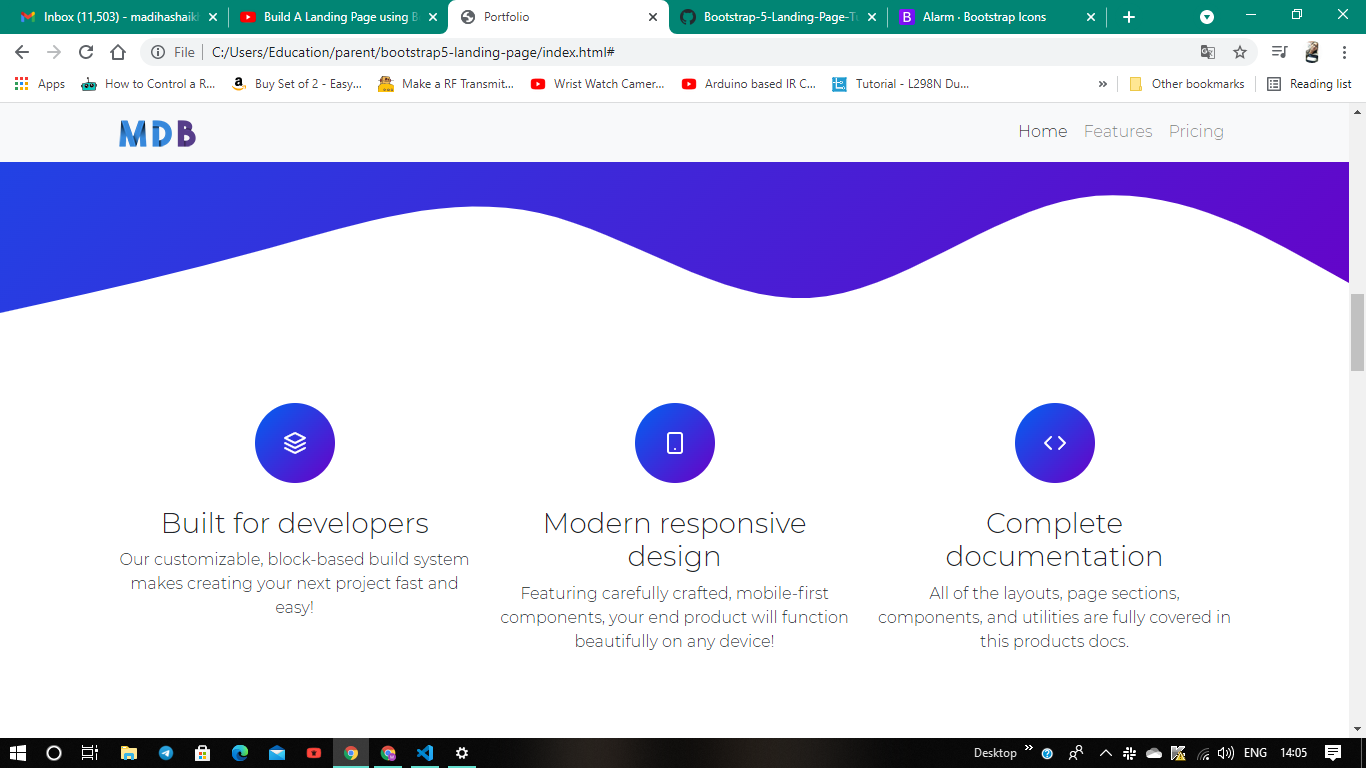 Inbox (11,503) - madihashaikh
Build A Landing Page using B
Portfolio
Bootstrap-5-Landing-Page-Tu
Alarm · Bootstrap Icons
File
C:/Users/Education/parent/bootstrap5-landing-page/index.html#
Apps
How to Control a R...
Buy Set of 2 - Easy...
Make a RF Transmit...
Wrist Watch Camer...
Arduino based IR C...
Tutorial - L298N Du...
»
Other bookmarks
Reading list
MDB
Home
Features
Pricing
Built for developers
Our customizable, block-based build system
makes creating your next project fast and
easy!
Modern responsive
design
Featuring carefully crafted, mobile-first
components, your end product will function
beautifully on any device!
Complete
documentation
All of the layouts, page sections,
components, and utilities are fully covered in
this products docs.
Desktop
»
ENG
14:05